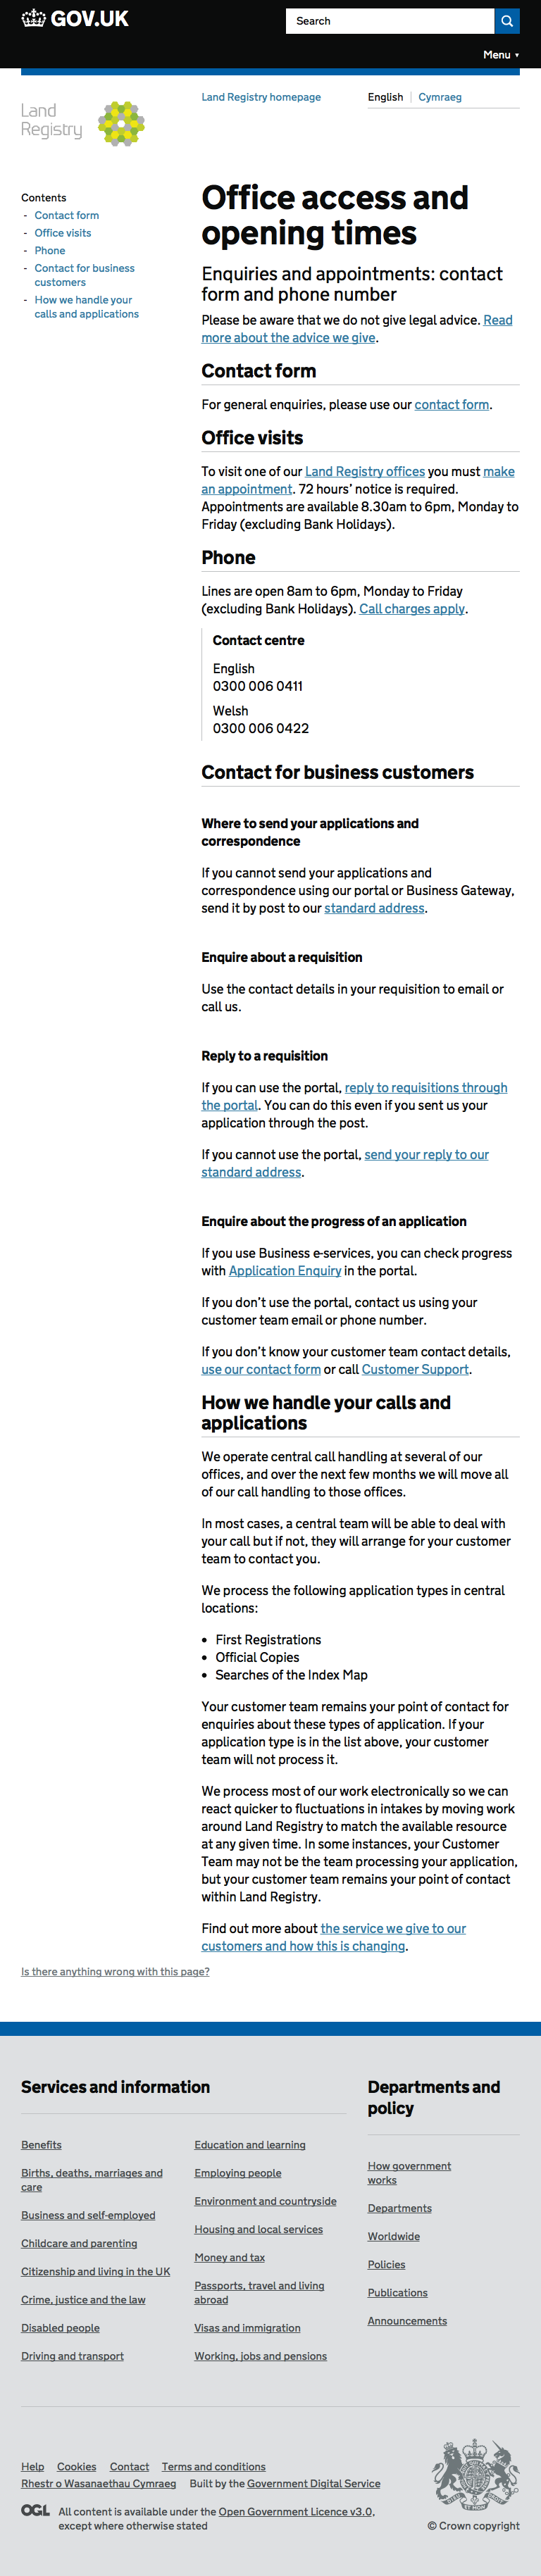 GOV.UK
Search
Menu ▾
Land
Registry
Land Registry homepage
English | Cymraeg
Contents
- Contact form
- Office visits
- Phone
- Contact for business
customers
- How we handle your
calls and applications
Office access and
opening times
Enquiries and appointments: contact
form and phone number
Please be aware that we do not give legal advice. Read
more about the advice we give.
Contact form
For general enquiries, please use our contact form.
Office visits
To visit one of our Land Registry offices you must make
an appointment. 72 hours’ notice is required.
Appointments are available 8.30am to 6pm, Monday to
Friday (excluding Bank Holidays).
Phone
Lines are open 8am to 6pm, Monday to Friday
(excluding Bank Holidays). Call charges apply.
Contact centre
English
0300 006 0411
Welsh
0300 006 0422
Contact for business customers
Where to send your applications and
correspondence
If you cannot send your applications and
correspondence using our portal or Business Gateway,
send it by post to our standard address.
Enquire about a requisition
Use the contact details in your requisition to email or
call us.
Reply to a requisition
If you can use the portal, reply to requisitions through
the portal. You can do this even if you sent us your
application through the post.
If you cannot use the portal, send your reply to our
standard address.
Enquire about the progress of an application
If you use Business e-services, you can check progress
with Application Enquiry in the portal.
If you don’t use the portal, contact us using your
customer team email or phone number.
If you don’t know your customer team contact details,
use our contact form or call Customer Support.
How we handle your calls and
applications
We operate central call handling at several of our
offices, and over the next few months we will move all
of our call handling to those offices.
In most cases, a central team will be able to deal with
your call but if not, they will arrange for your customer
team to contact you.
We process the following application types in central
locations:
• First Registrations
• Official Copies
• Searches of the Index Map
Your customer team remains your point of contact for
enquiries about these types of application. If your
application type is in the list above, your customer
team will not process it.
We process most of our work electronically so we can
react quicker to fluctuations in intakes by moving work
around Land Registry to match the available resource
at any given time. In some instances, your Customer
Team may not be the team processing your application,
but your customer team remains your point of contact
within Land Registry.
Find out more about the service we give to our
customers and how this is changing.
Is there anything wrong with this page?
Services and information
Benefits
Births, deaths, marriages and
care
Business and self-employed
Childcare and parenting
Citizenship and living in the UK
Crime, justice and the law
Disabled people
Driving and transport
Education and learning
Employing people
Environment and countryside
Housing and local services
Money and tax
Passports, travel and living
abroad
Visas and immigration
Working, jobs and pensions
Departments and
policy
How government
works
Departments
Worldwide
Policies
Publications
Announcements
Help Cookies Contact Terms and conditions
Rhestr o Wasanaethau Cymraeg Built by the Government Digital Service
OGL All content is available under the Open Government Licence v3.0,
except where otherwise stated
© Crown copyright